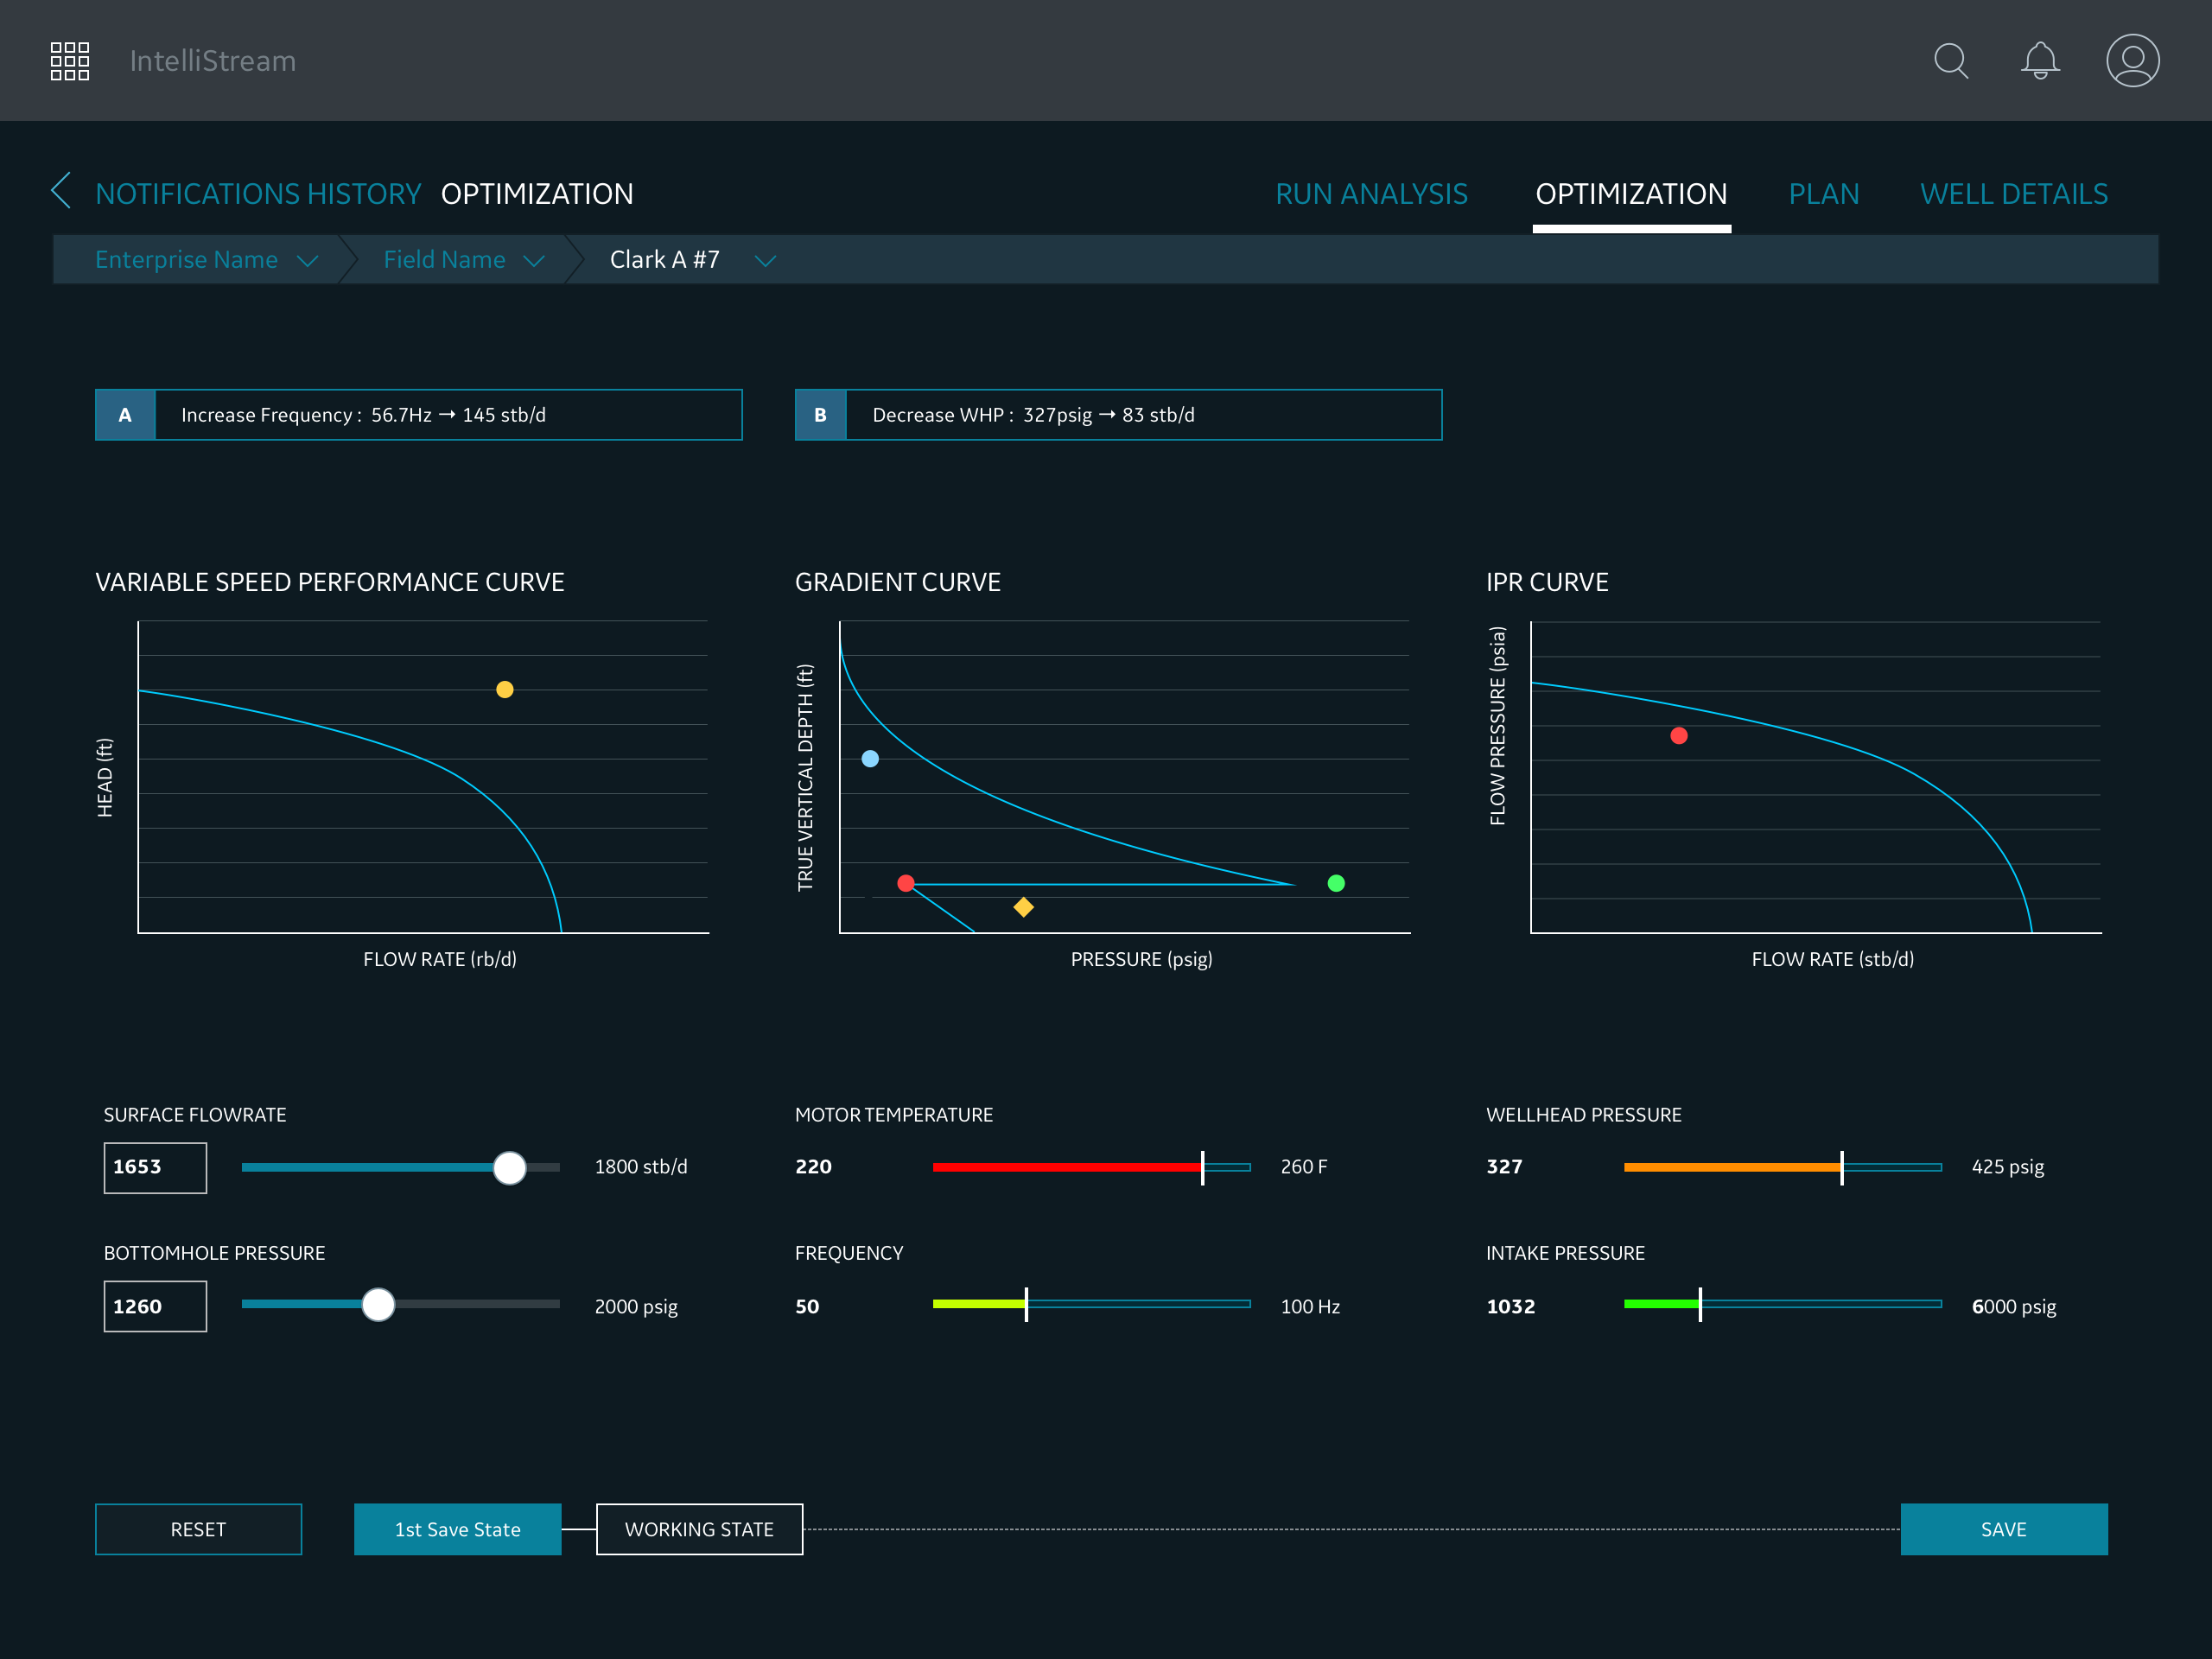 IntelliStream
NOTIFICATIONS HISTORY OPTIMIZATION
RUN ANALYSIS OPTIMIZATION PLAN WELL DETAILS
Enterprise Name Field Name Clark A #7
A Increase Frequency : 56.7Hz → 145 stb/d
B Decrease WHP : 327psig → 83 stb/d
VARIABLE SPEED PERFORMANCE CURVE
HEAD (ft)
FLOW RATE (rb/d)
GRADIENT CURVE
TRUE VERTICAL DEPTH (ft)
PRESSURE (psig)
IPR CURVE
FLOW PRESSURE (psia)
FLOW RATE (stb/d)
SURFACE FLOWRATE
1653 1800 stb/d
MOTOR TEMPERATURE
220 260 F
WELLHEAD PRESSURE
327 425 psig
BOTTOMHOLE PRESSURE
1260 2000 psig
FREQUENCY
50 100 Hz
INTAKE PRESSURE
1032 6000 psig
RESET 1st Save State WORKING STATE SAVE